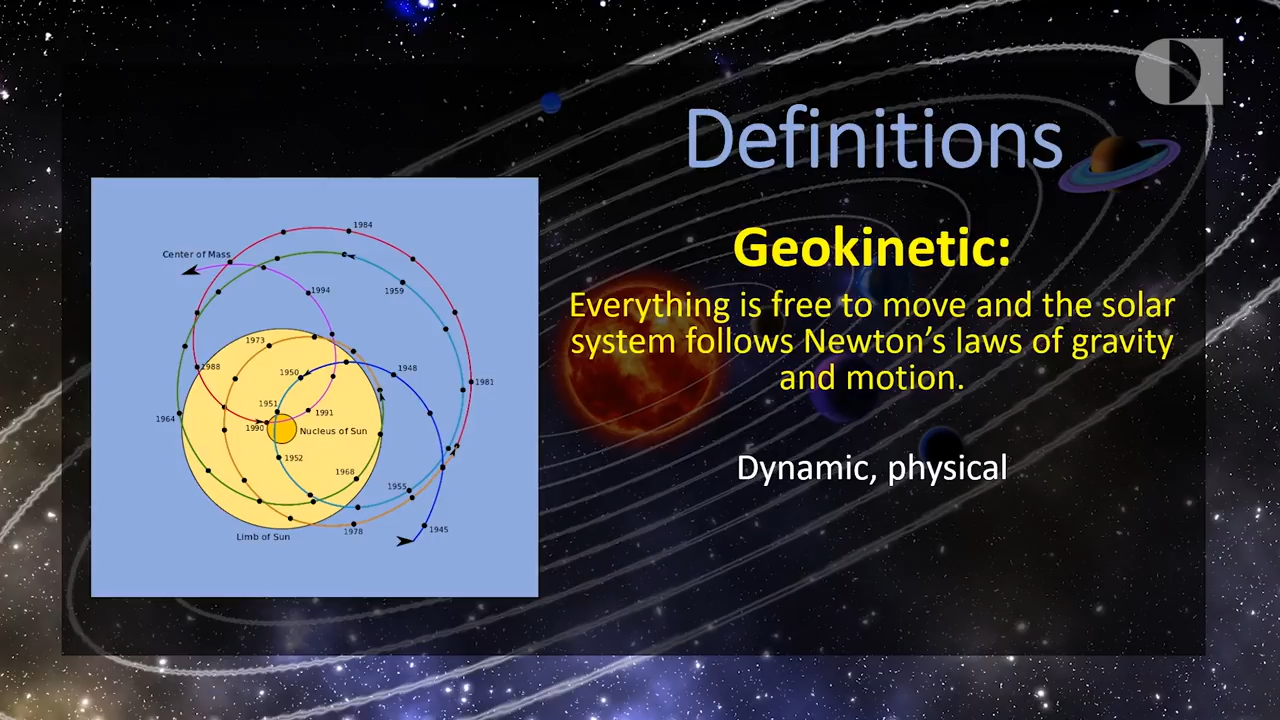 Definitions
Geokinetic:
Everything is free to move and the solar
system follows Newton’s laws of gravity
and motion.
Dynamic, physical
1984
Center of Mass
1994
1959
1973
1988
1950
1948
1981
1951
1991
1964
1990
Nucleus of Sun
1952
1968
1955
1945
1978
Limb of Sun